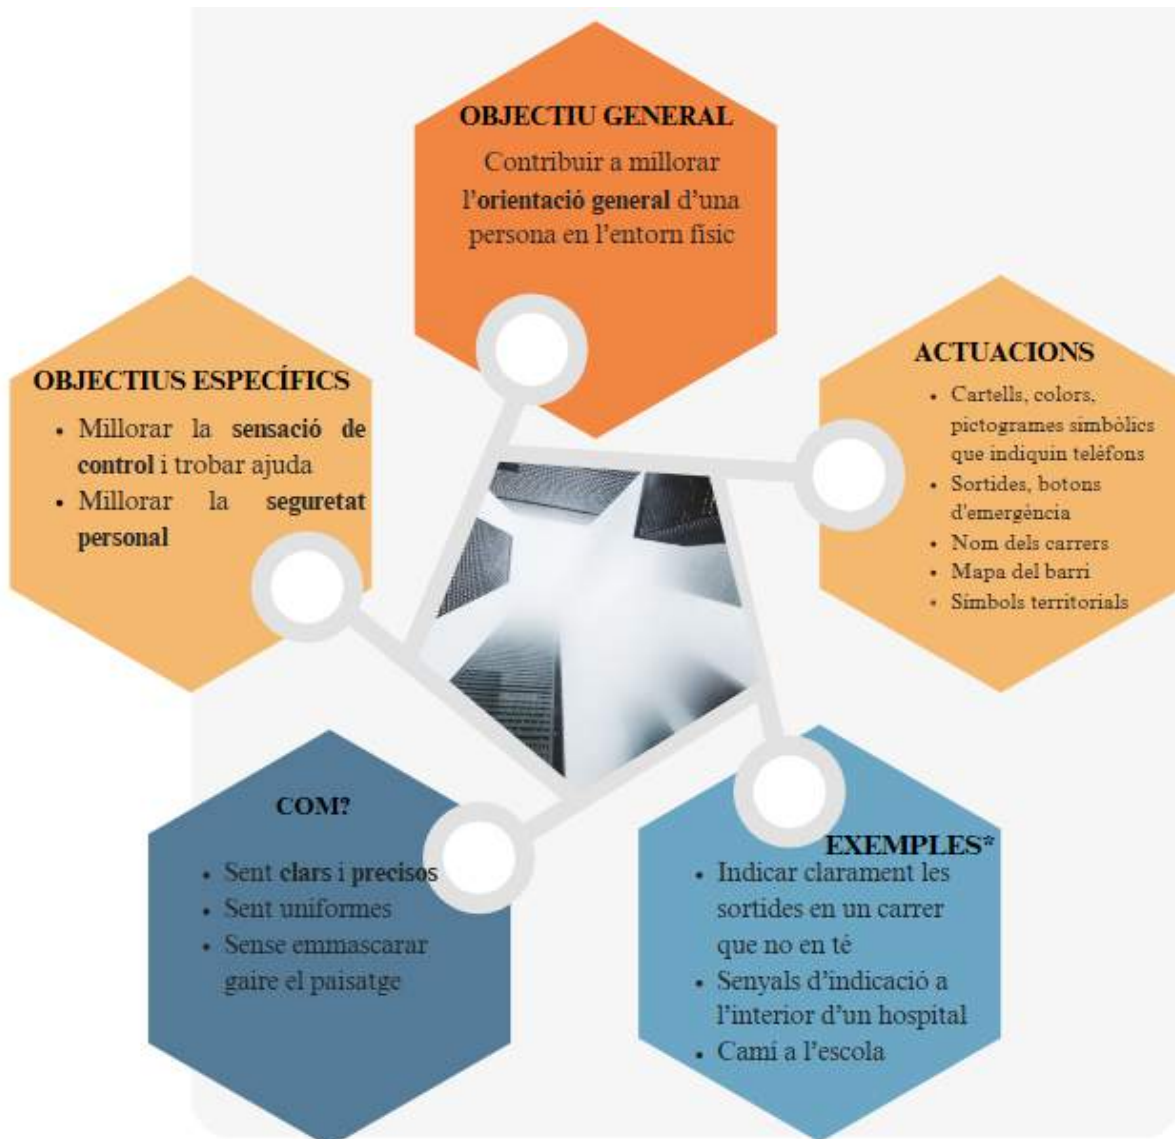 OBJECTIU GENERAL
Contribuir a millorar
l'orientació general d'una
persona en l'entorn físic
OBJECTIUS ESPECÍFICS
• Millorar la sensació de
control i trobar ajuda
• Millorar la seguretat
personal
ACTUACIONS
• Cartells, colors,
pictogrames simbòlics
que indiquin telèfons
• Sortides, botons
d'emergència
• Nom dels carrers
• Mapa del barri
• Símbols territorials
COM?
• Sent clars i precisos
• Sent uniformes
• Sense emmascarar
gaire el paisatge
EXEMPLES*
• Indicar clarament les
sortides en un carrer
que no en té
• Senyals d'indicació a
l'interior d'un hospital
• Camí a l'escola